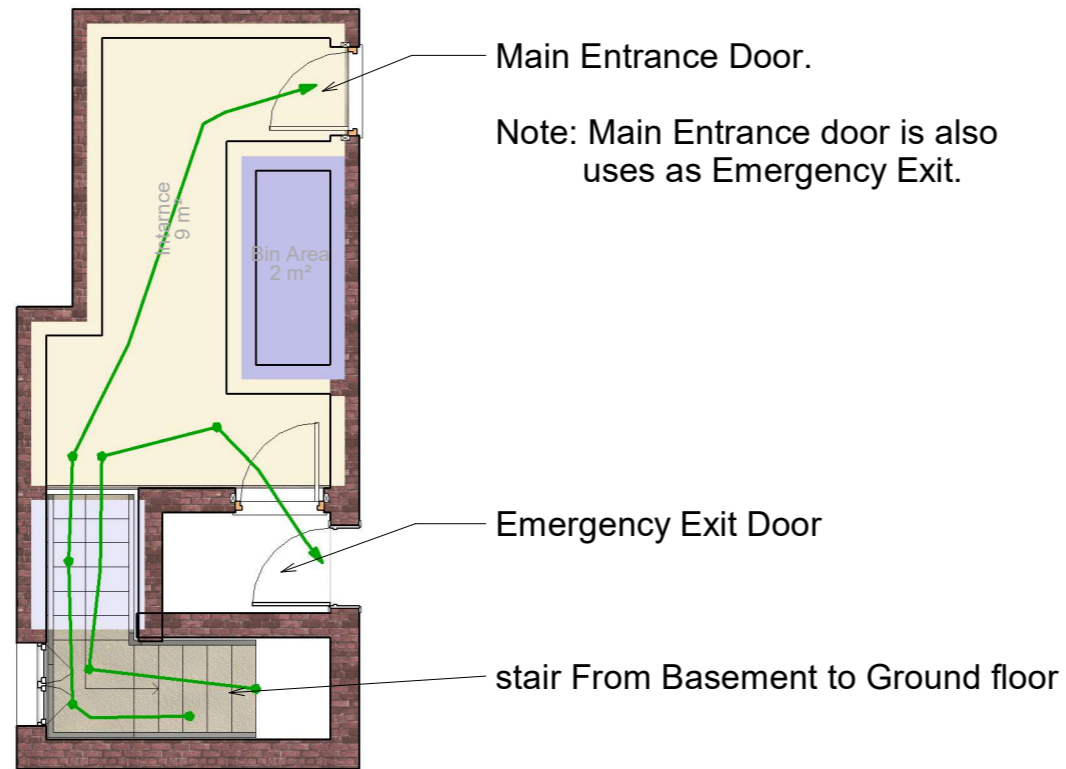 Main Entrance Door.
Note: Main Entrance door is also
uses as Emergency Exit.
Intarnce
9 m²
Bin Area
2 m²
Emergency Exit Door
stair From Basement to Ground floor